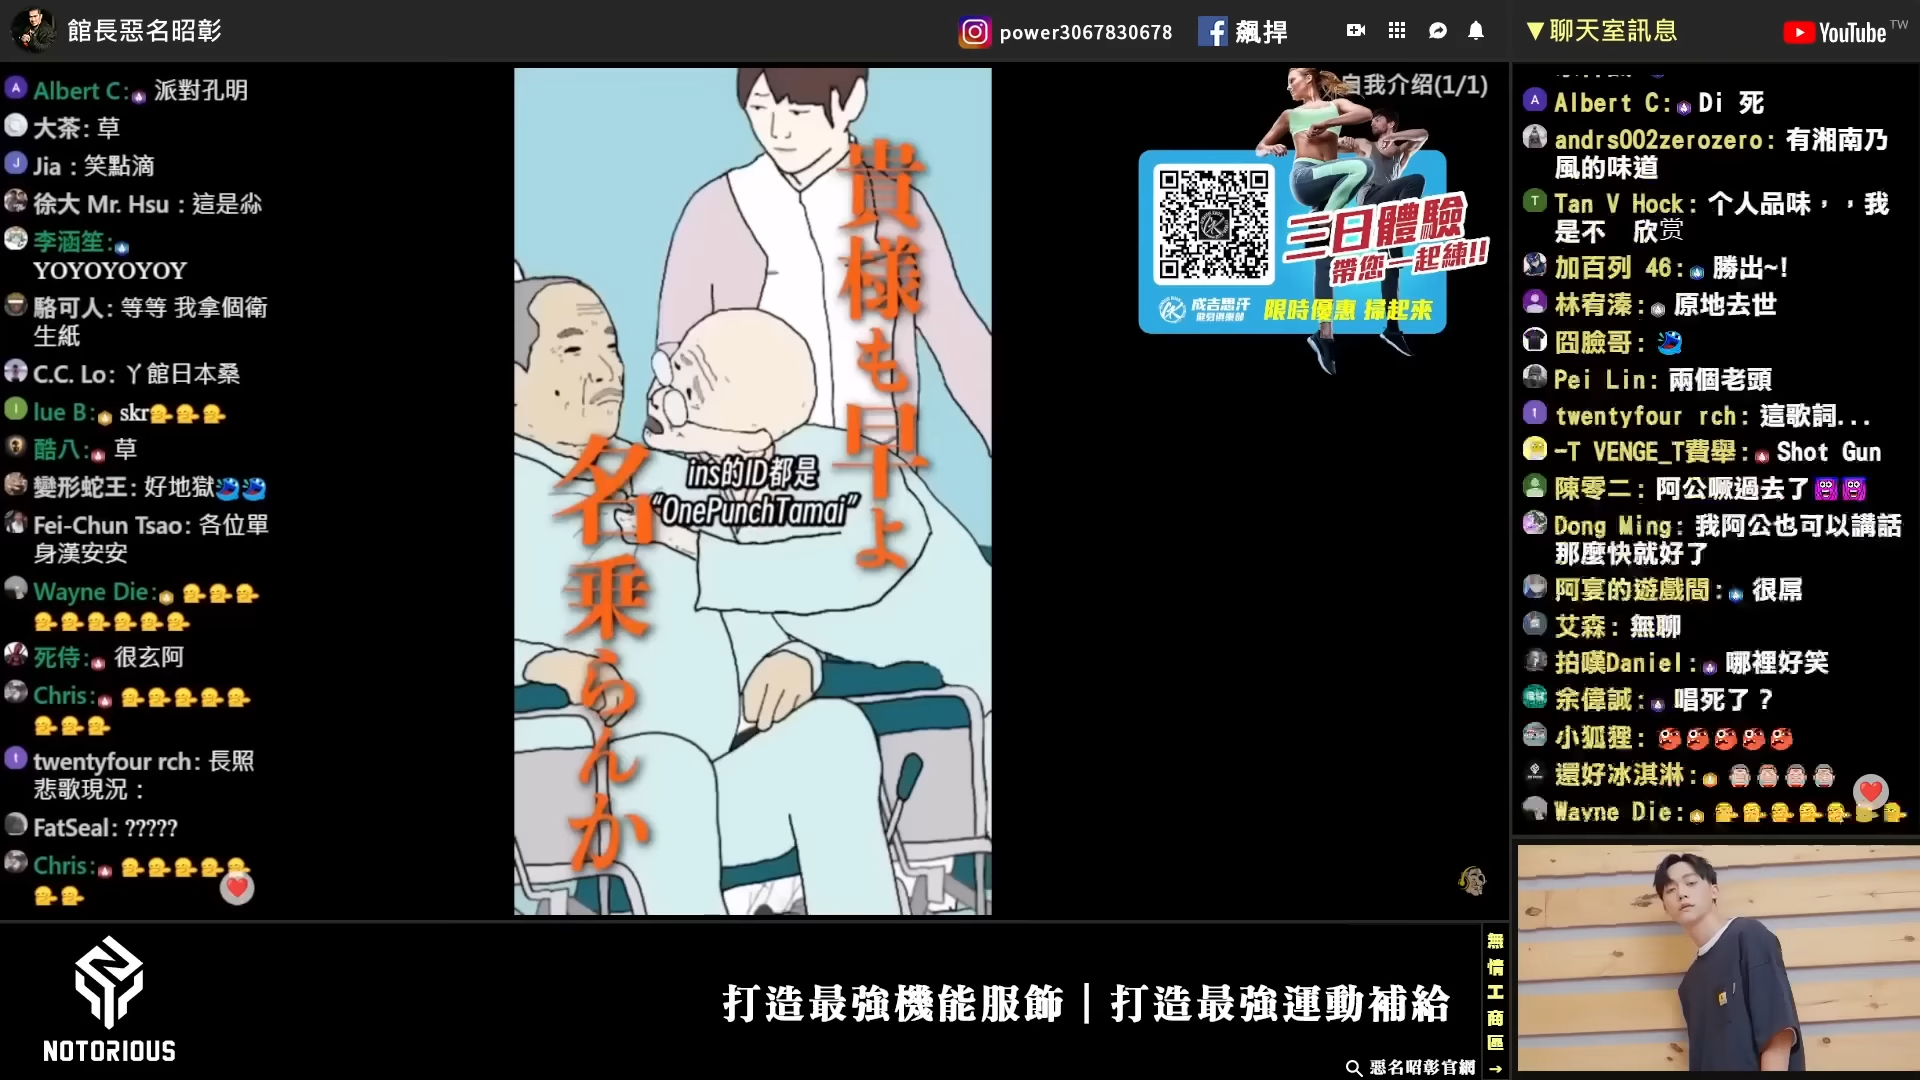 館長惡名昭彰
power3067830678
飆捍
▼聊天室訊息
YouTube TW
Albert C: 派對孔明
大茶: 草
Jia : 笑點滴
徐大 Mr. Hsu : 這是尛
李涵笙:
YOYOYOYOY
駱可人: 等等 我拿個衛
生紙
C.C. Lo: 丫館日本桑
lue B: skr
酷八: 草
變形蛇王: 好地獄
Fei-Chun Tsao: 各位單
身漢安安
Wayne Die:
死侍: 很玄阿
Chris:
twentyfour rch: 長照
悲歌現況：
FatSeal: ?????
Chris:
貴様も早よ
名乗らんか
ins的ID都是
“OnePunchTamai”
自我介绍(1/1)
三日體驗
帶您一起練!!
成吉思汗
健身俱樂部
限時優惠 掃起來
Albert C: Di 死
andrs002zerozero: 有湘南乃
風的味道
Tan V Hock: 个人品味，，我
是不 欣赏
加百列 46: 勝出~!
林宥溱: 原地去世
囧臉哥:
Pei Lin: 兩個老頭
twentyfour rch: 這歌詞...
-T VENGE_T費舉: Shot Gun
陳零二: 阿公噘過去了
Dong Ming: 我阿公也可以講話
那麼快就好了
阿宴的遊戲間: 很屌
艾森: 無聊
拍嘆Daniel: 哪裡好笑
余偉誠: 唱死了？
小狐狸:
還好冰淇淋:
Wayne Die:
NOTORIOUS
打造最強機能服飾｜打造最強運動補給
惡名昭彰官網
無情工商區→